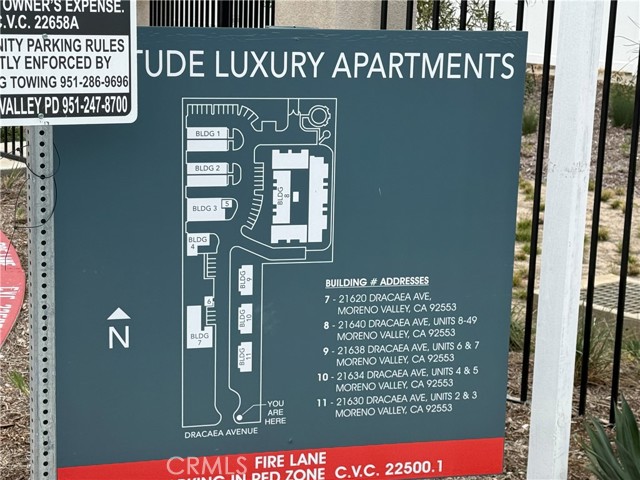 OWNER'S EXPENSE.
C.V.C. 22658A
NITY PARKING RULES
TLY ENFORCED BY
G TOWING 951-286-9696
VALLEY PD 951-247-8700
TUDE LUXURY APARTMENTS
BLDG 1
BLDG 2
BLDG 3
5
BLDG 8
BLDG
4
BLDG 9
6
BLDG 10
BLDG
7
BLDG 11
N
YOU
ARE
HERE
DRACAEA AVENUE
BUILDING # ADDRESSES
7 - 21620 DRACAEA AVE,
MORENO VALLEY, CA 92553
8 - 21640 DRACAEA AVE, UNITS 8-49
MORENO VALLEY, CA 92553
9 - 21638 DRACAEA AVE, UNITS 6 & 7
MORENO VALLEY, CA 92553
10 - 21634 DRACAEA AVE, UNITS 4 & 5
MORENO VALLEY, CA 92553
11 - 21630 DRACAEA AVE, UNITS 2 & 3
MORENO VALLEY, CA 92553
FIRE LANE
PARKING IN RED ZONE C.V.C. 22500.1
CRMLS